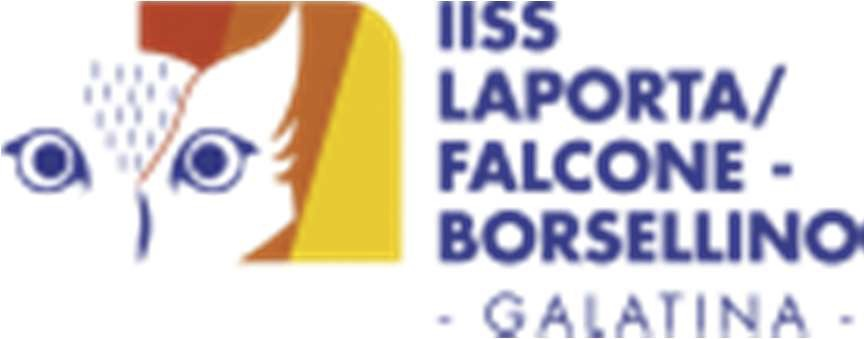 IISS
LAPORTA/
FALCONE -
BORSELLINO
- GALATINA -